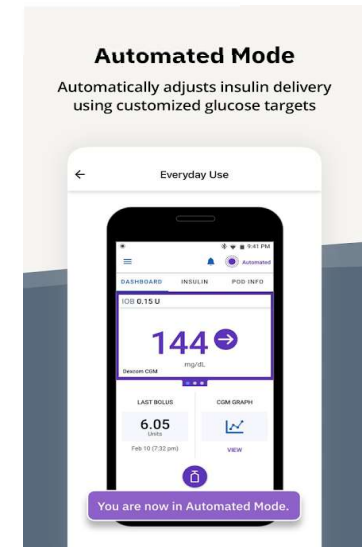 Automated Mode
Automatically adjusts insulin delivery
using customized glucose targets
Everyday Use
9:41 PM
Automated
DASHBOARD INSULIN POD INFO
IOB 0.15 U
144
mg/dL
Dexcom CGM
LAST BOLUS CGM GRAPH
6.05
Units
Feb 10 (7:32 pm) VIEW
You are now in Automated Mode.